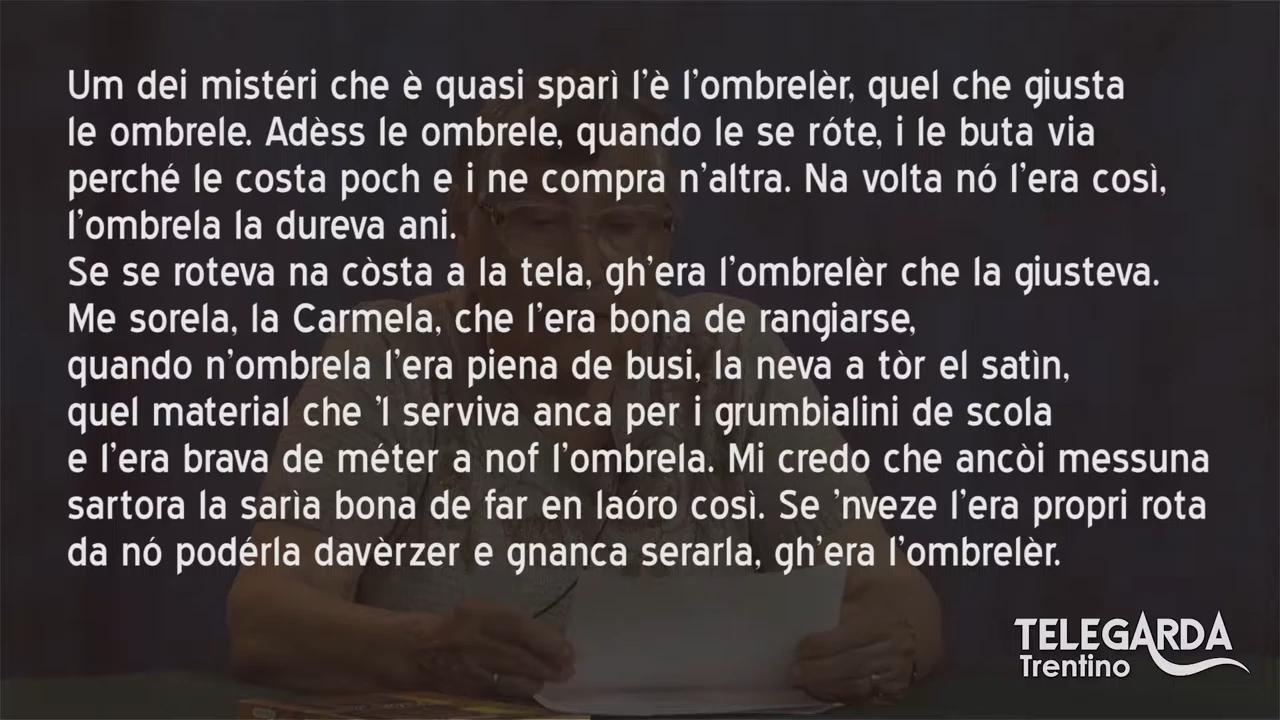 Um dei mistéri che è quasi sparì l'è l'ombrelèr, quel che giusta
le ombrele. Adèss le ombrele, quando le se róte, i le buta via
perché le costa poch e i ne compra n'altra. Na volta nó l'era così,
l'ombrela la dureva ani.
Se se roteva na còsta a la tela, gh'era l'ombrelèr che la giusteva.
Me sorela, la Carmela, che l'era bona de rangiarse,
quando n'ombrela l'era piena de busi, la neva a tòr el satìn,
quel material che 'l serviva anca per i grumbialini de scola
e l'era brava de méter a nof l'ombrela. Mi credo che ancòi messuna
sartora la sarìa bona de far en laóro così. Se 'nveze l'era propri rota
da nó podérla davèrzer e gnanca serarla, gh'era l'ombrelèr.
TELEGARDA
Trentino